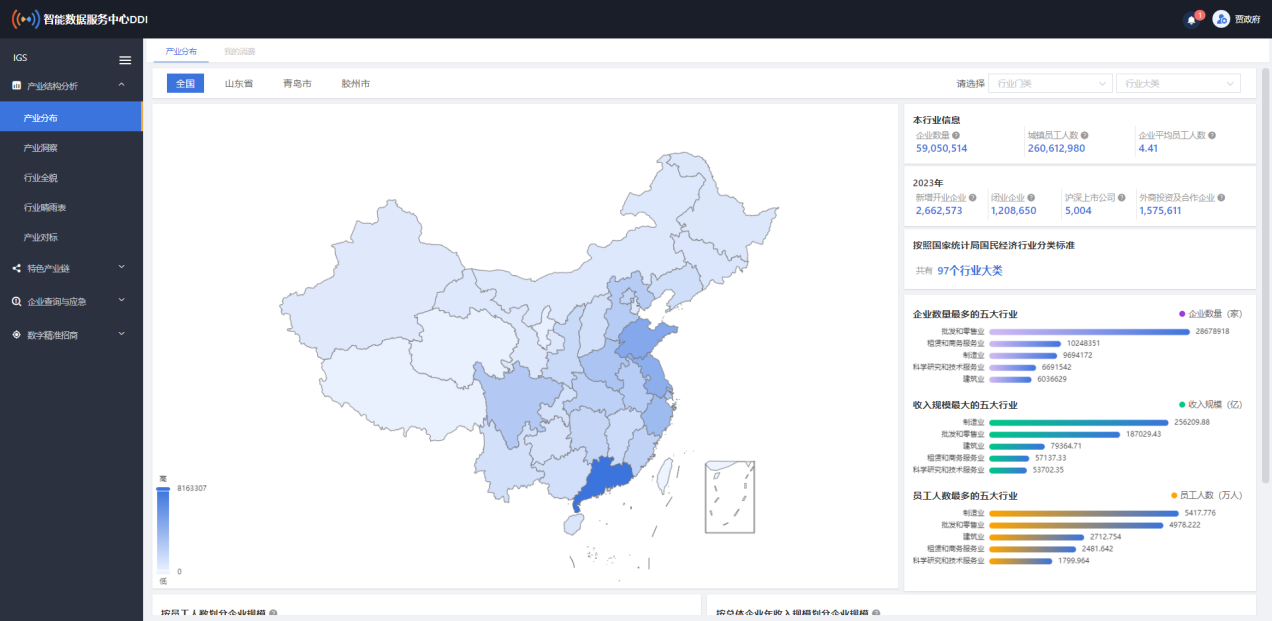 智能数据服务中心DDI
1
贾政府
IGS
产业结构分析
产业分布
产业洞察
行业全貌
行业晴雨表
产业对标
特色产业链
企业查询与应急
数字精准招商
产业分布
我的消费
全国 山东省 青岛市 胶州市
请选择 行业门类 行业大类
高
8163307
0
低
本行业信息
企业数量 城镇员工人数 企业平均员工人数
59,050,514 260,612,980 4.41
2023年
新增开业企业 闭业企业 沪深上市公司 外商投资及合作企业
2,662,573 1,208,650 5,004 1,575,611
按照国家统计局国民经济行业分类标准
共有 97个行业大类
企业数量最多的五大行业 企业数量（家）
批发和零售业 28678918
租赁和商务服务业 10248351
制造业 9694172
科学研究和技术服务业 6691542
建筑业 6036629
收入规模最大的五大行业 收入规模（亿）
制造业 256209.88
批发和零售业 187029.43
建筑业 79364.71
租赁和商务服务业 57137.33
科学研究和技术服务业 53702.35
员工人数最多的五大行业 员工人数（万人）
制造业 5417.776
批发和零售业 4978.222
建筑业 2712.754
租赁和商务服务业 2481.642
科学研究和技术服务业 1799.964
按员工人数划分企业规模
按总体企业年收入规模划分企业规模